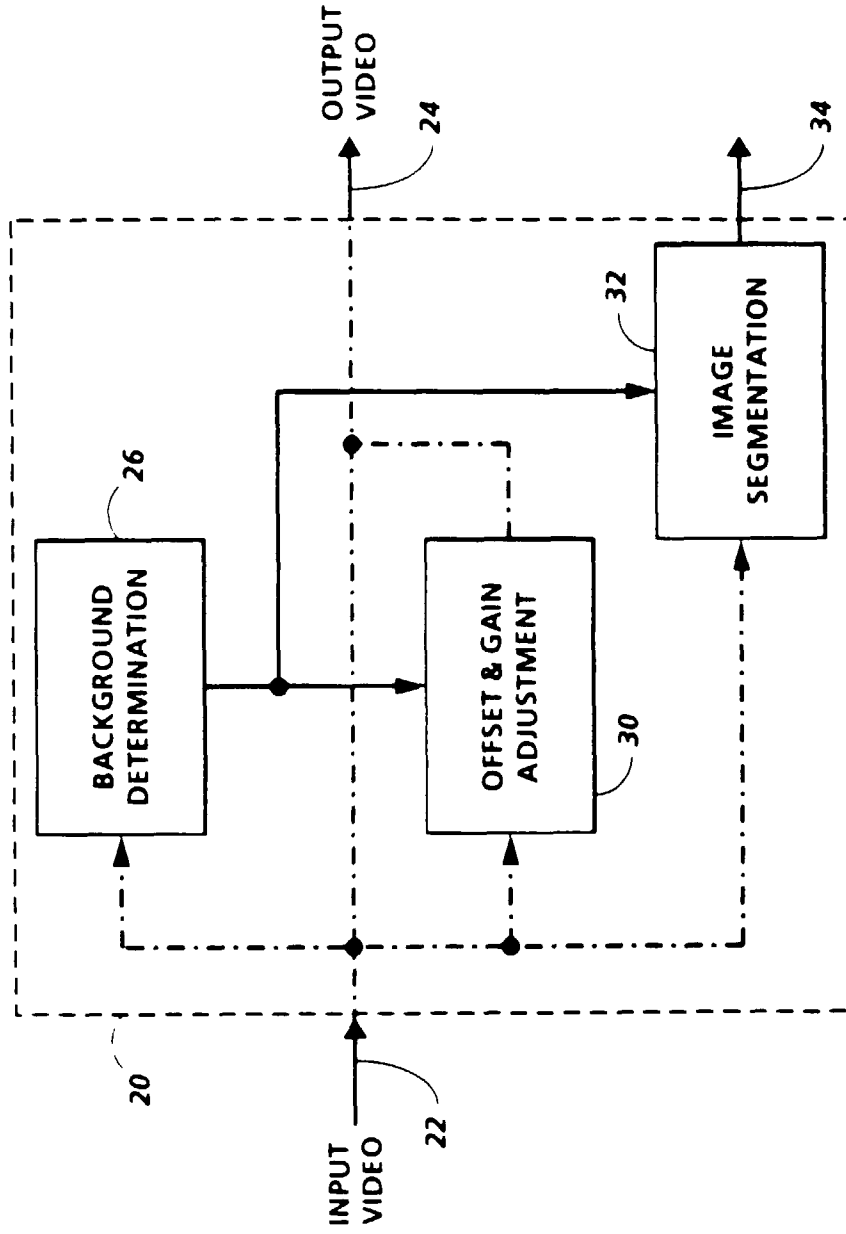 20
INPUT
VIDEO
22
BACKGROUND
DETERMINATION
26
OUTPUT
VIDEO
24
OFFSET & GAIN
ADJUSTMENT
30
IMAGE
SEGMENTATION
32
34